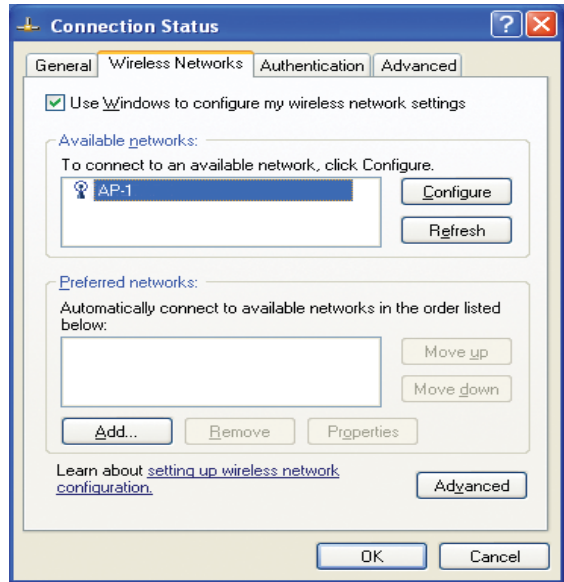 Connection Status
General
Wireless Networks
Authentication
Advanced
Use Windows to configure my wireless network settings
Available networks:
To connect to an available network, click Configure.
AP-1
Configure
Refresh
Preferred networks:
Automatically connect to available networks in the order listed
below:
Move up
Move down
Add...
Remove
Properties
Learn about setting up wireless network
configuration.
Advanced
OK
Cancel